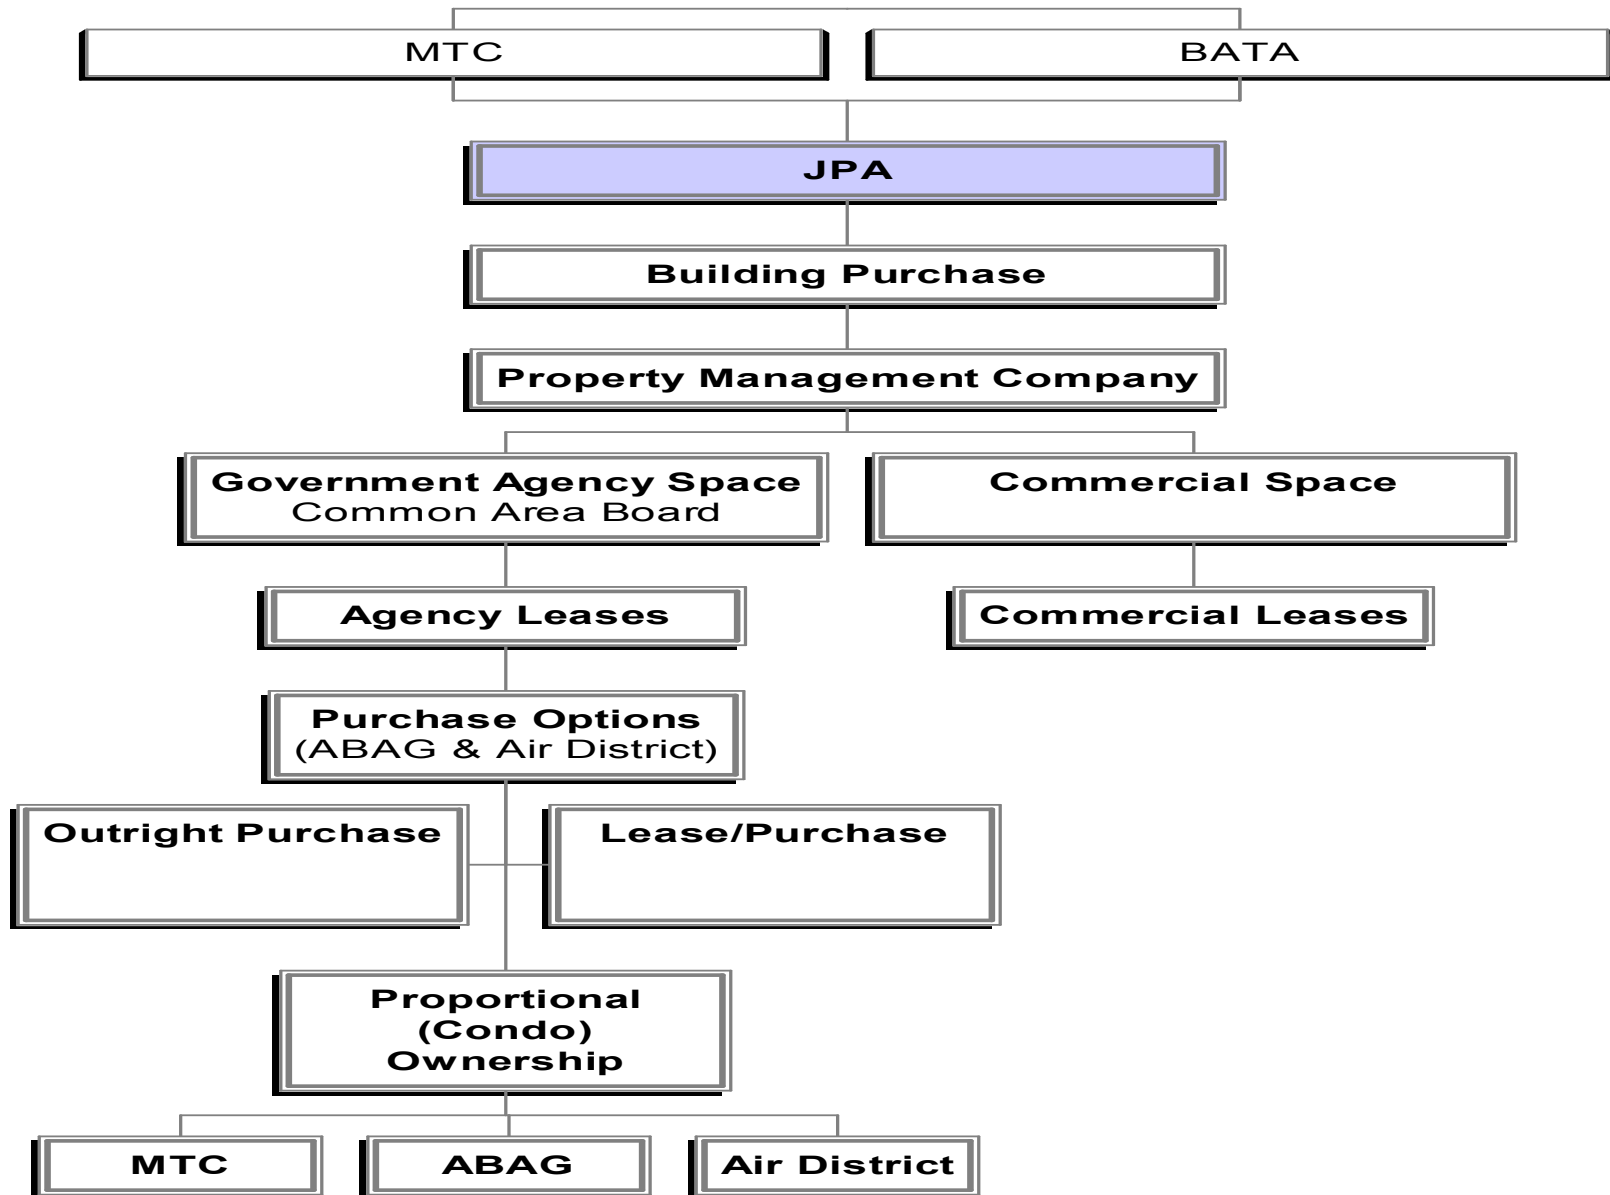 MTC
BATA
JPA
Building Purchase
Property Management Company
Government Agency Space
Common Area Board
Commercial Space
Agency Leases
Commercial Leases
Purchase Options
(ABAG & Air District)
Outright Purchase
Lease/Purchase
Proportional
(Condo)
Ownership
MTC
ABAG
Air District